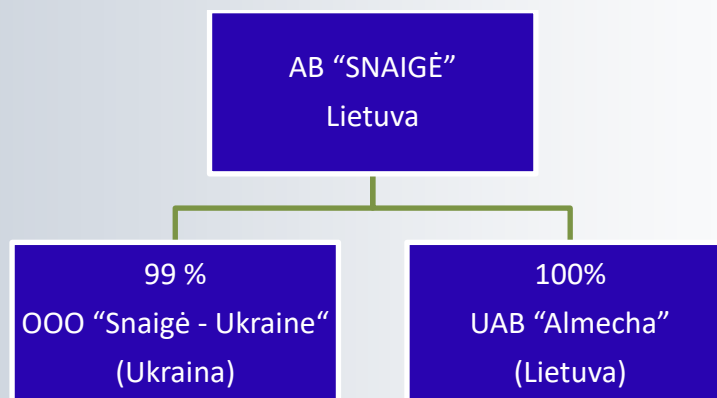 AB “SNAIGĖ”
Lietuva
99 %
OOO “Snaigė - Ukraine“
(Ukraina)
100%
UAB “Almecha”
(Lietuva)